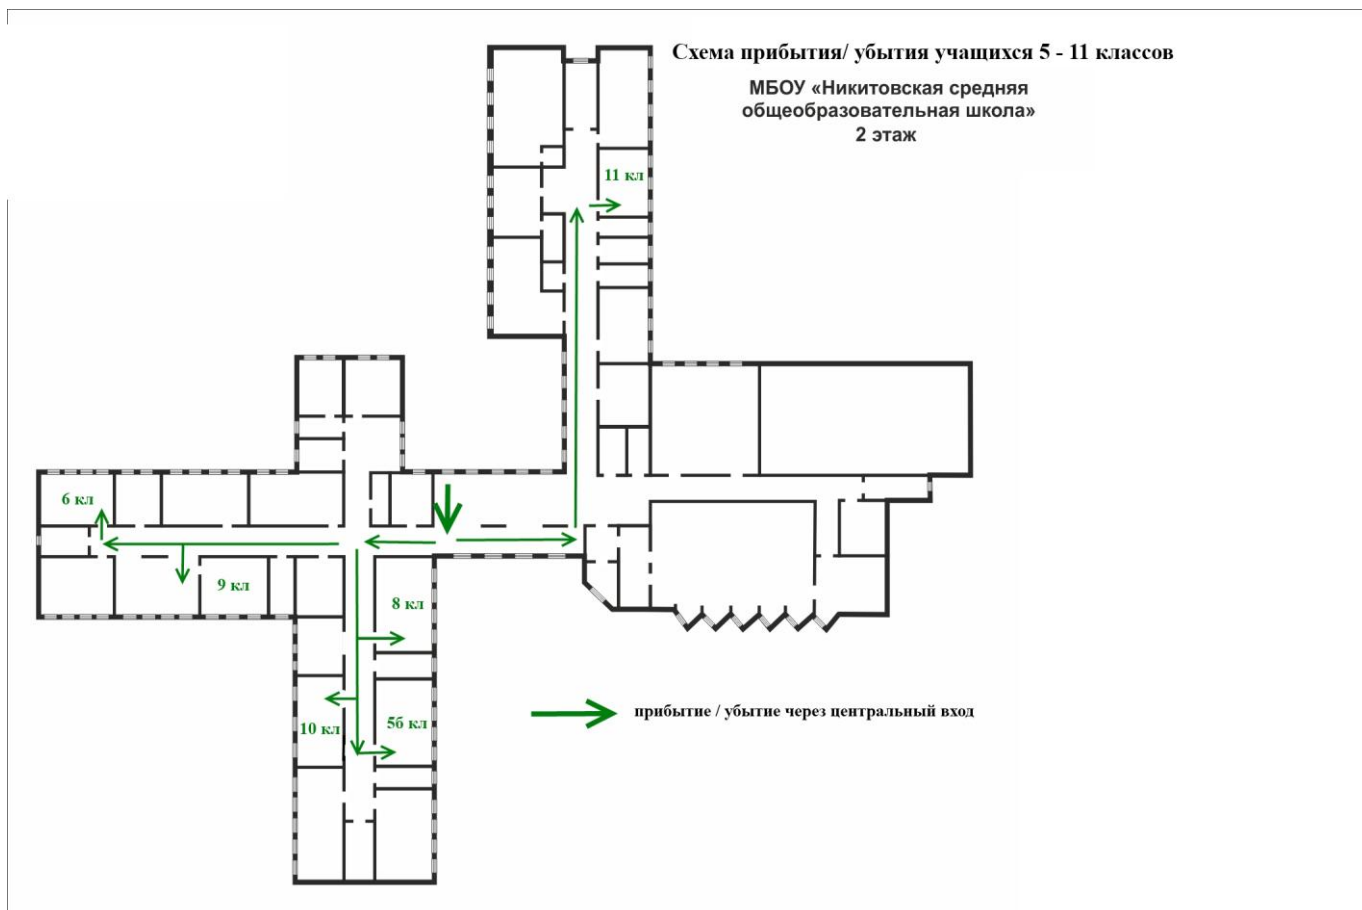 Схема прибытия/ убытия учащихся 5 - 11 классов
МБОУ «Никитовская средняя
общеобразовательная школа»
2 этаж
11 кл
6 кл
9 кл
8 кл
10 кл
5б кл
прибытие / убытие через центральный вход